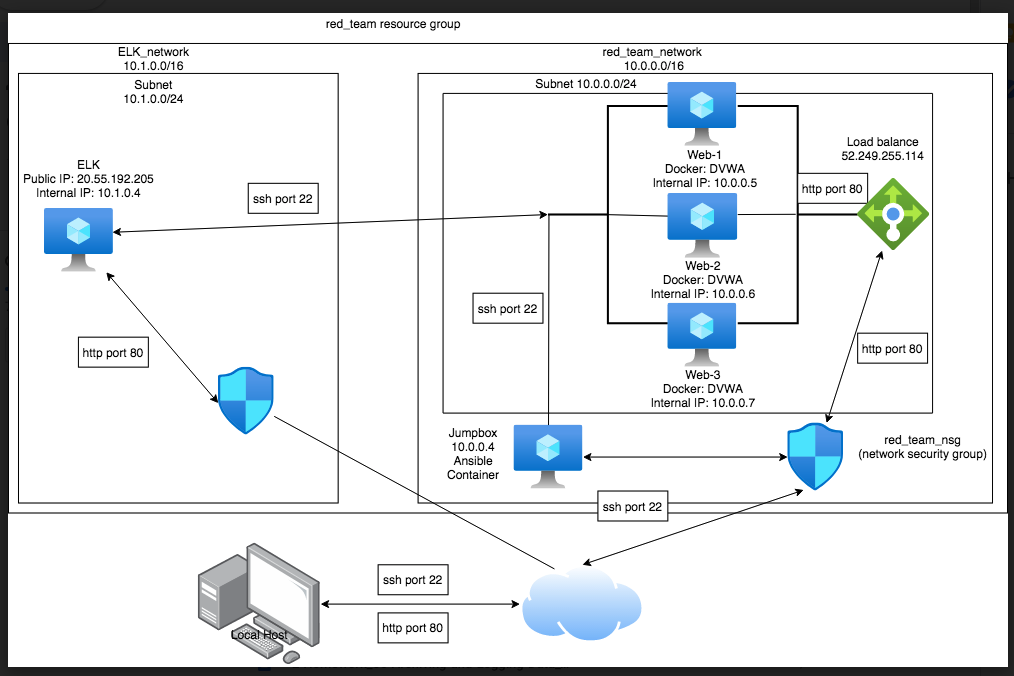 red_team resource group
ELK_network
10.1.0.0/16
Subnet
10.1.0.0/24
ELK
Public IP: 20.55.192.205
Internal IP: 10.1.0.4
ssh port 22
http port 80
red_team_network
10.0.0.0/16
Subnet 10.0.0.0/24
Web-1
Docker: DVWA
Internal IP: 10.0.0.5
Web-2
Docker: DVWA
Internal IP: 10.0.0.6
Web-3
Docker: DVWA
Internal IP: 10.0.0.7
Load balance
52.249.255.114
http port 80
ssh port 22
http port 80
Jumpbox
10.0.0.4
Ansible
Container
red_team_nsg
(network security group)
ssh port 22
ssh port 22
http port 80
Local Host